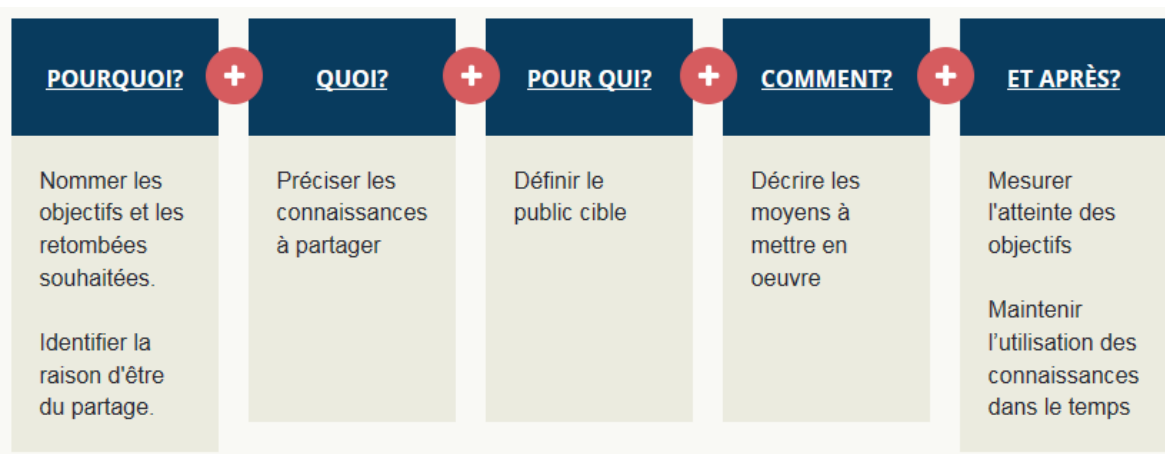 POURQUOI?
Nommer les
objectifs et les
retombées
souhaitées.
Identifier la
raison d'être
du partage.
+
QUOI?
Préciser les
connaissances
à partager
+
POUR QUI?
Définir le
public cible
+
COMMENT?
Décrire les
moyens à
mettre en
oeuvre
+
ET APRÈS?
Mesurer
l'atteinte des
objectifs
Maintenir
l’utilisation des
connaissances
dans le temps